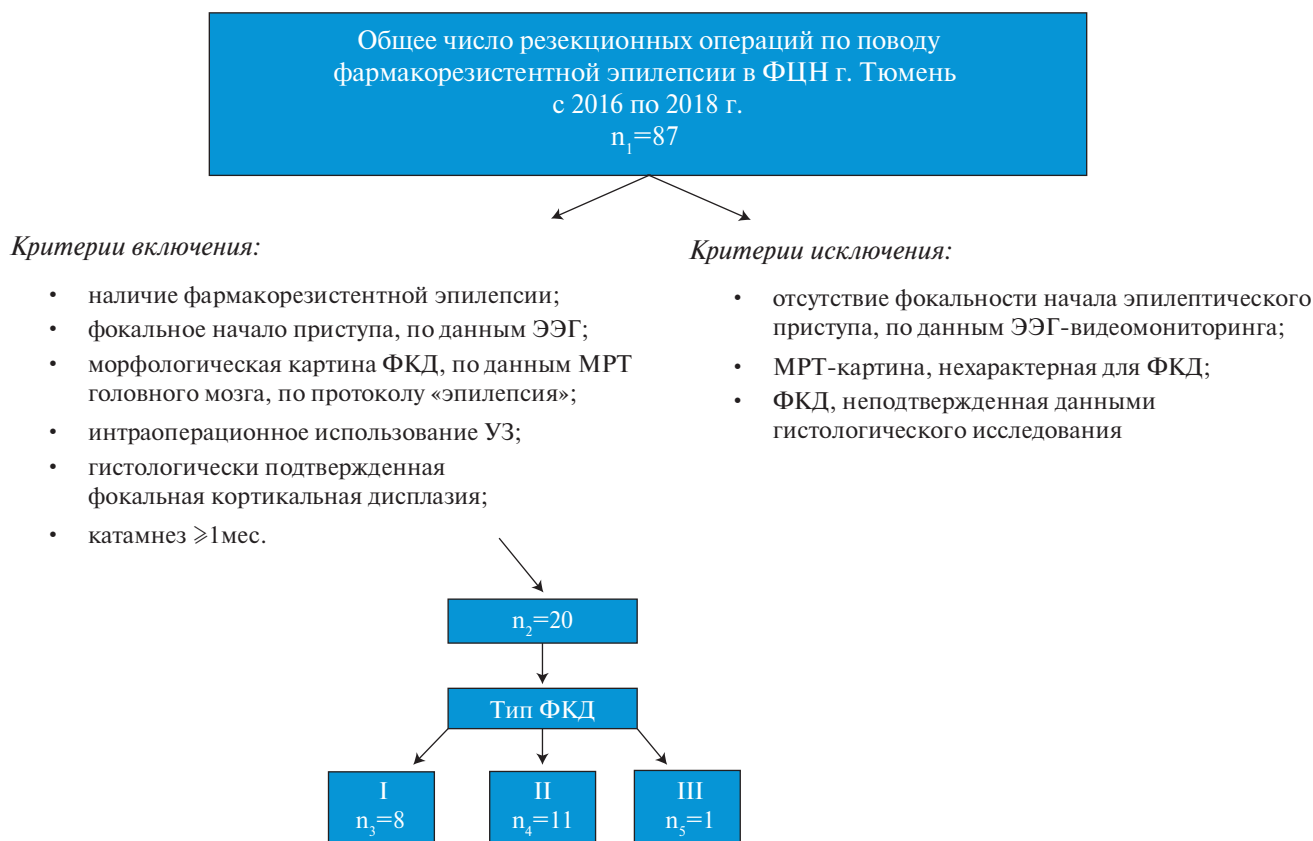 Общее число резекционных операций по поводу
фармакорезистентной эпилепсии в ФЦН г. Тюмень
с 2016 по 2018 г.
n₁=87
Критерии включения:
• наличие фармакорезистентной эпилепсии;
• фокальное начало приступа, по данным ЭЭГ;
• морфологическая картина ФКД, по данным МРТ
головного мозга, по протоколу «эпилепсия»;
• интраоперационное использование УЗ;
• гистологически подтвержденная
фокальная кортикальная дисплазия;
• катамнез ⩾1мес.
Критерии исключения:
• отсутствие фокальности начала эпилептического
приступа, по данным ЭЭГ-видеомониторинга;
• МРТ-картина, нехарактерная для ФКД;
• ФКД, неподтвержденная данными
гистологического исследования
n₂=20
Тип ФКД
I
n₃=8
II
n₄=11
III
n₅=1